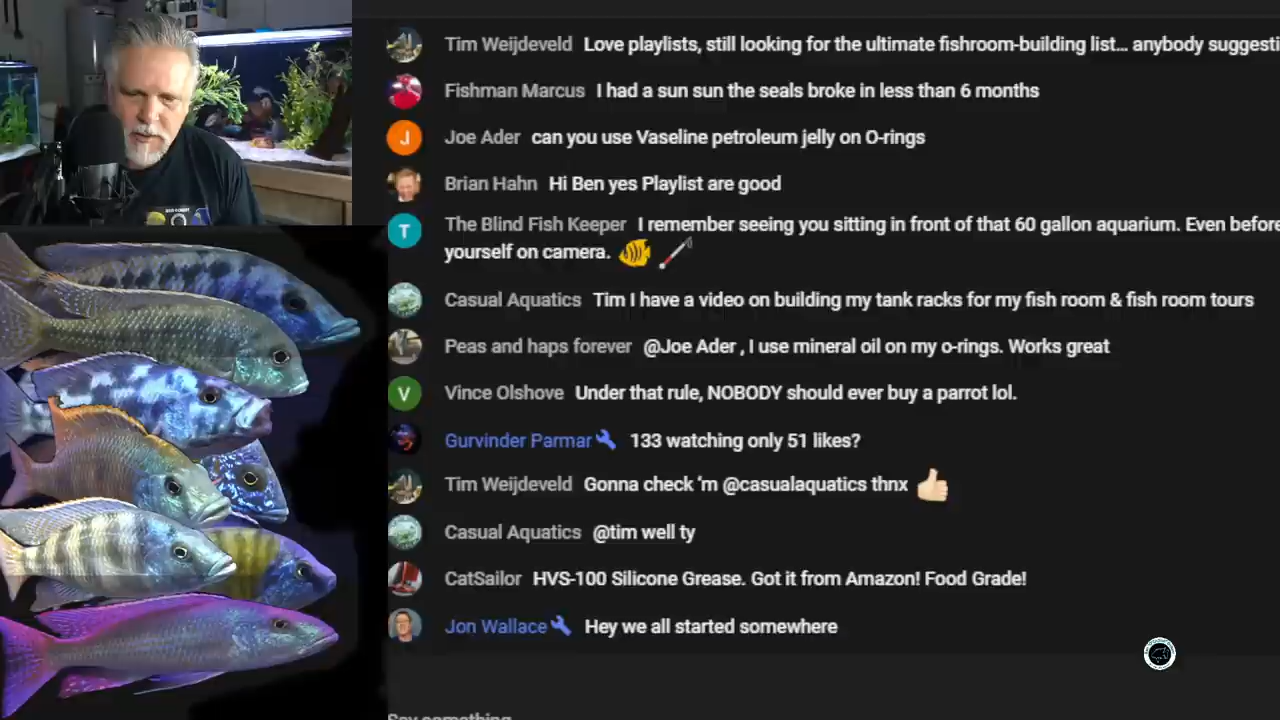 Tim Weijdeveld Love playlists, still looking for the ultimate fishroom-building list... anybody suggesti
Fishman Marcus I had a sun sun the seals broke in less than 6 months
J Joe Ader can you use Vaseline petroleum jelly on O-rings
Brian Hahn Hi Ben yes Playlist are good
T The Blind Fish Keeper I remember seeing you sitting in front of that 60 gallon aquarium. Even before
yourself on camera.
Casual Aquatics Tim I have a video on building my tank racks for my fish room & fish room tours
Peas and haps forever @Joe Ader , I use mineral oil on my o-rings. Works great
V Vince Olshove Under that rule, NOBODY should ever buy a parrot lol.
Gurvinder Parmar 133 watching only 51 likes?
Tim Weijdeveld Gonna check 'm @casualaquatics thnx
Casual Aquatics @tim well ty
CatSailor HVS-100 Silicone Grease. Got it from Amazon! Food Grade!
Jon Wallace Hey we all started somewhere
Say something